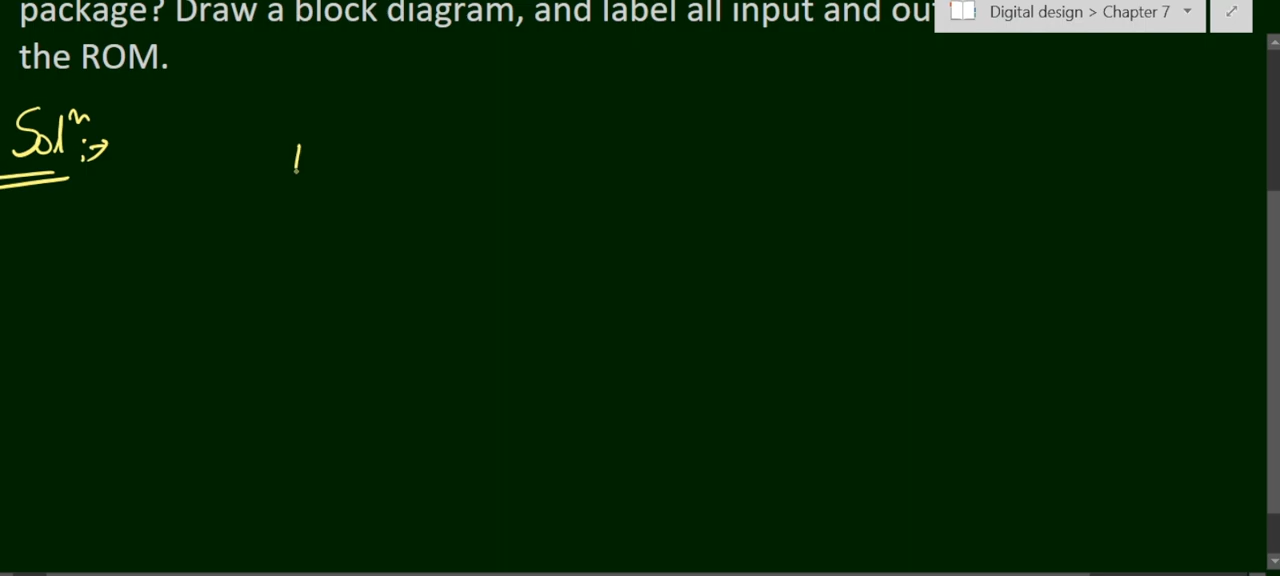 package? Draw a block diagram, and label all input and ou
Digital design > Chapter 7
the ROM.
Solⁿ :→